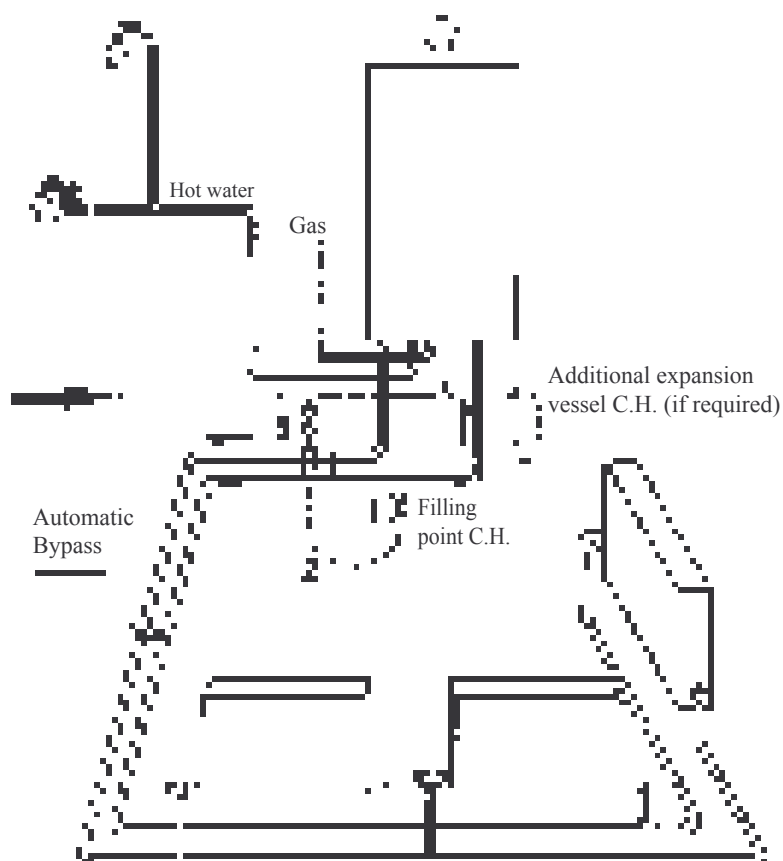 Hot water
Gas
Additional expansion
vessel C.H. (if required)
Filling
point C.H.
Automatic
Bypass